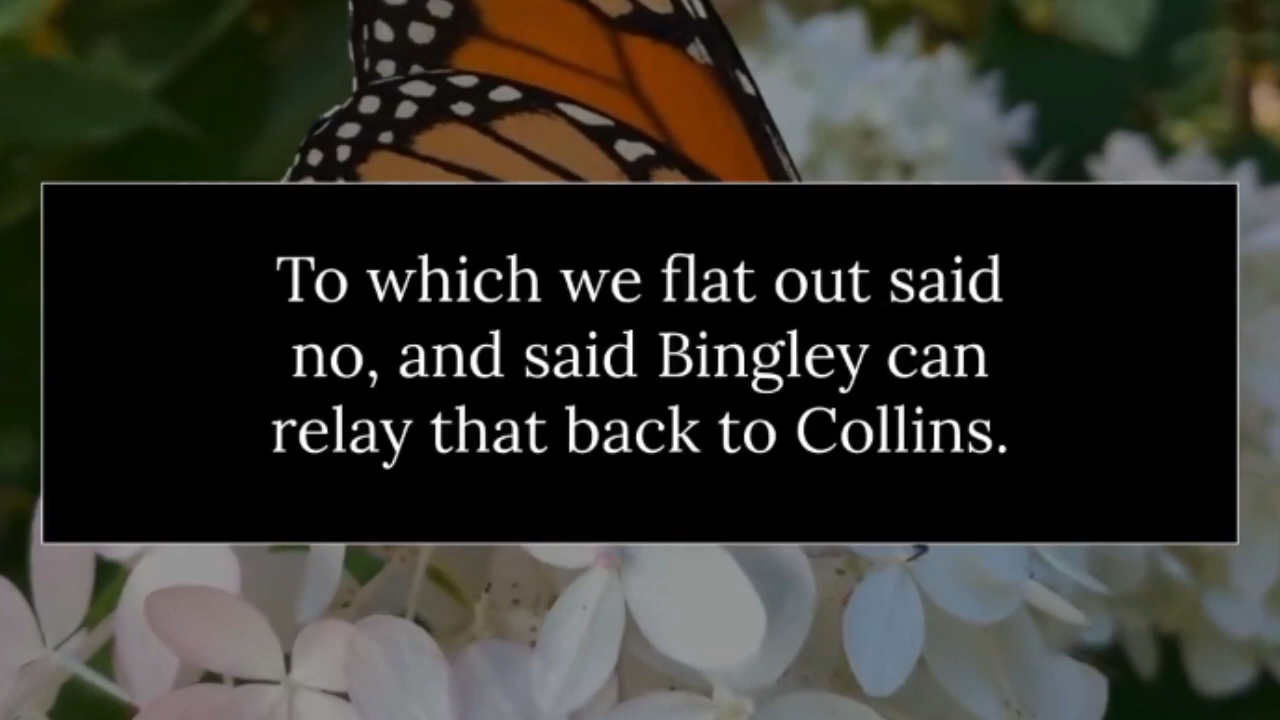 To which we flat out said
no, and said Bingley can
relay that back to Collins.